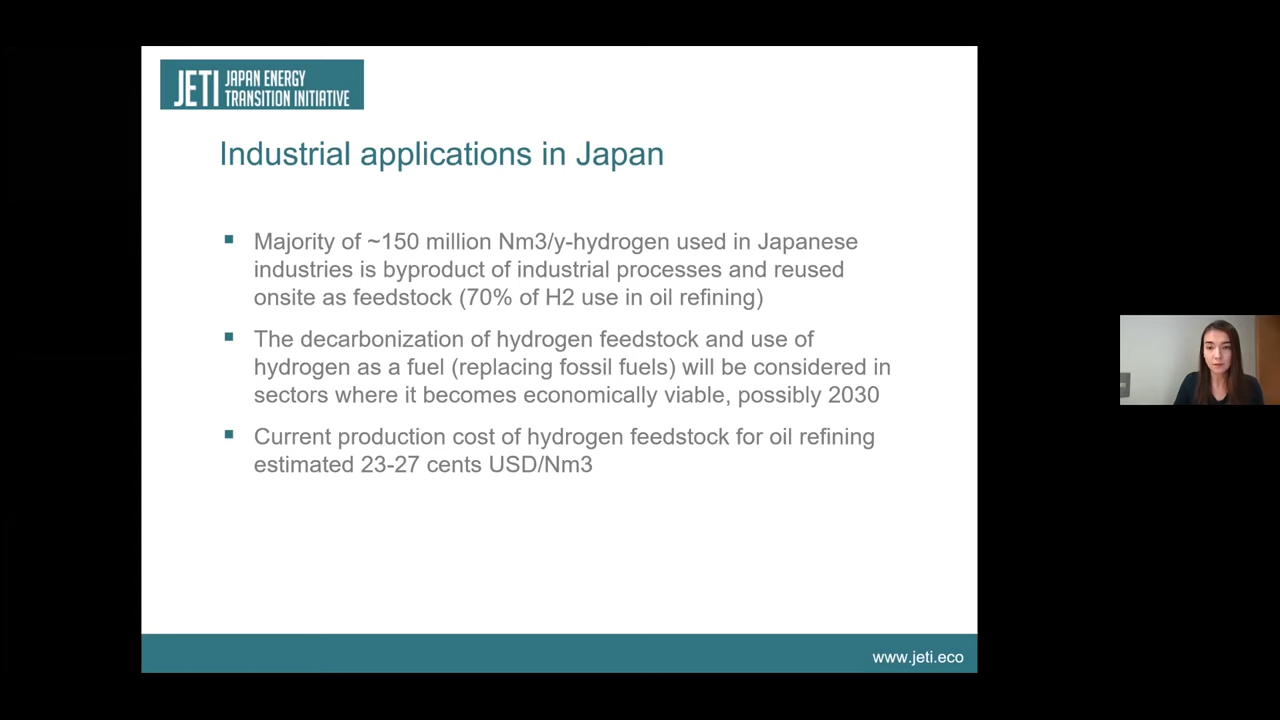 JETI JAPAN ENERGY
TRANSITION INITIATIVE
Industrial applications in Japan
Majority of ~150 million Nm3/y-hydrogen used in Japanese
industries is byproduct of industrial processes and reused
onsite as feedstock (70% of H2 use in oil refining)
The decarbonization of hydrogen feedstock and use of
hydrogen as a fuel (replacing fossil fuels) will be considered in
sectors where it becomes economically viable, possibly 2030
Current production cost of hydrogen feedstock for oil refining
estimated 23-27 cents USD/Nm3
www.jeti.eco